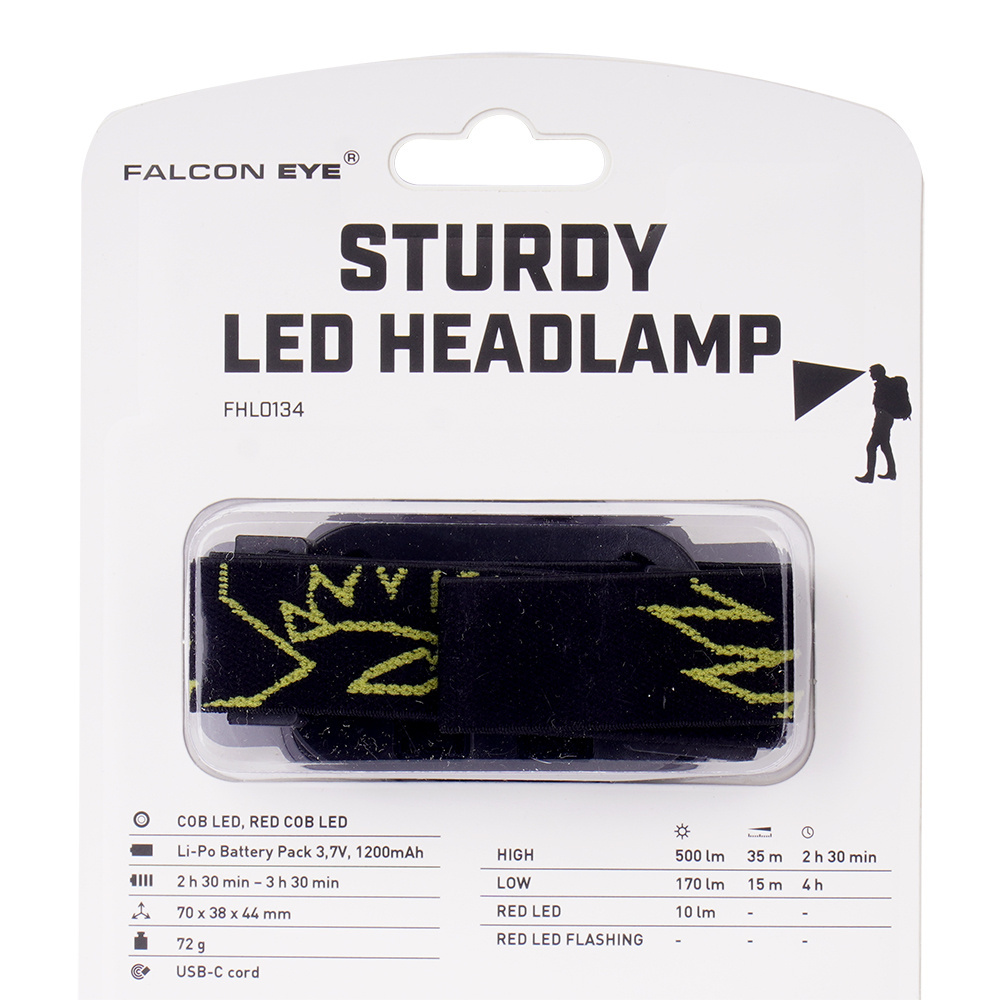 FALCON EYE®
STURDY
LED HEADLAMP
FHL0134
COB LED, RED COB LED
Li-Po Battery Pack 3,7V, 1200mAh
2 h 30 min – 3 h 30 min
70 x 38 x 44 mm
72 g
USB-C cord
HIGH 500 lm 35 m 2 h 30 min
LOW 170 lm 15 m 4 h
RED LED 10 lm - -
RED LED FLASHING - - -